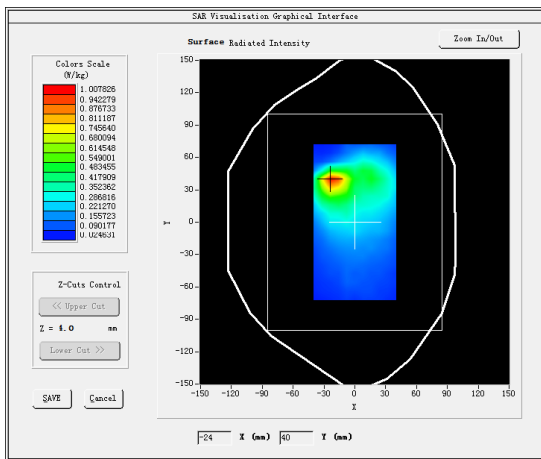 SAR Visualisation Graphical Interface
Surface Radiated Intensity
Zoom In/Out
Colors Scale
(W/kg)
1.007826
0.942279
0.876733
0.811187
0.745640
0.680094
0.614548
0.549001
0.483455
0.417909
0.352362
0.286816
0.221270
0.155723
0.090177
0.024631
Z-Cuts Control
<< Upper Cut
Z = 4.0 mm
Lower Cut >>
SAVE Cancel
150
120
90
60
30
0
-30
-60
-90
-120
-150
Y
-150 -120 -90 -60 -30 0 30 60 90 120 150
X
-24 X (mm) 40 Y (mm)